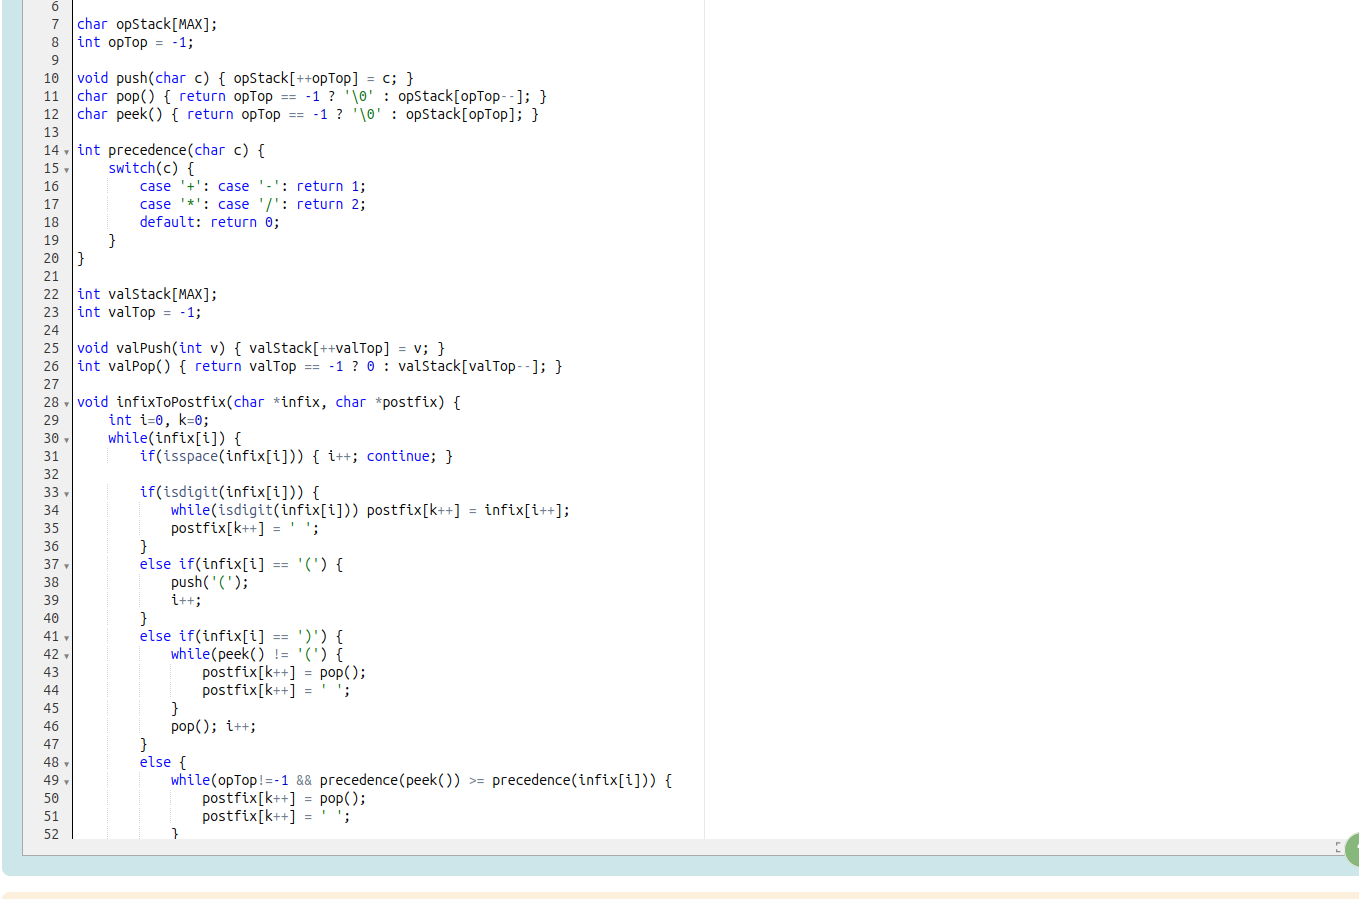 6
7 char opStack[MAX];
8 int opTop = -1;
9
10 void push(char c) { opStack[++opTop] = c; }
11 char pop() { return opTop == -1 ? '\0' : opStack[opTop--]; }
12 char peek() { return opTop == -1 ? '\0' : opStack[opTop]; }
13
14 int precedence(char c) {
15     switch(c) {
16         case '+': case '-': return 1;
17         case '*': case '/': return 2;
18         default: return 0;
19     }
20 }
21
22 int valStack[MAX];
23 int valTop = -1;
24
25 void valPush(int v) { valStack[++valTop] = v; }
26 int valPop() { return valTop == -1 ? 0 : valStack[valTop--]; }
27
28 void infixToPostfix(char *infix, char *postfix) {
29     int i=0, k=0;
30     while(infix[i]) {
31         if(isspace(infix[i])) { i++; continue; }
32
33         if(isdigit(infix[i])) {
34             while(isdigit(infix[i])) postfix[k++] = infix[i++];
35             postfix[k++] = ' ';
36         }
37         else if(infix[i] == '(') {
38             push('(');
39             i++;
40         }
41         else if(infix[i] == ')') {
42             while(peek() != '(') {
43                 postfix[k++] = pop();
44                 postfix[k++] = ' ';
45             }
46             pop(); i++;
47         }
48         else {
49             while(opTop!=-1 && precedence(peek()) >= precedence(infix[i])) {
50                 postfix[k++] = pop();
51                 postfix[k++] = ' ';
52             }